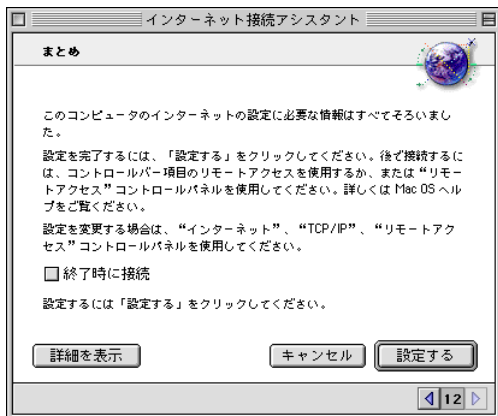 インターネット接続アシスタント
まとめ
このコンピュータのインターネットの設定に必要な情報はすべてそろいまし
た。
設定を完了するには、「設定する」をクリックしてください。後で接続するに
は、コントロールバー項目のリモートアクセスを使用するか、または“リモー
トアクセス”コントロールパネルを使用してください。詳しくは Mac OS ヘル
プをご覧ください。
設定を変更する場合は、“インターネット”、“TCP/IP”、“リモートアク
セス”コントロールパネルを使用してください。
終了時に接続
設定するには「設定する」をクリックしてください。
詳細を表示
キャンセル
設定する
12